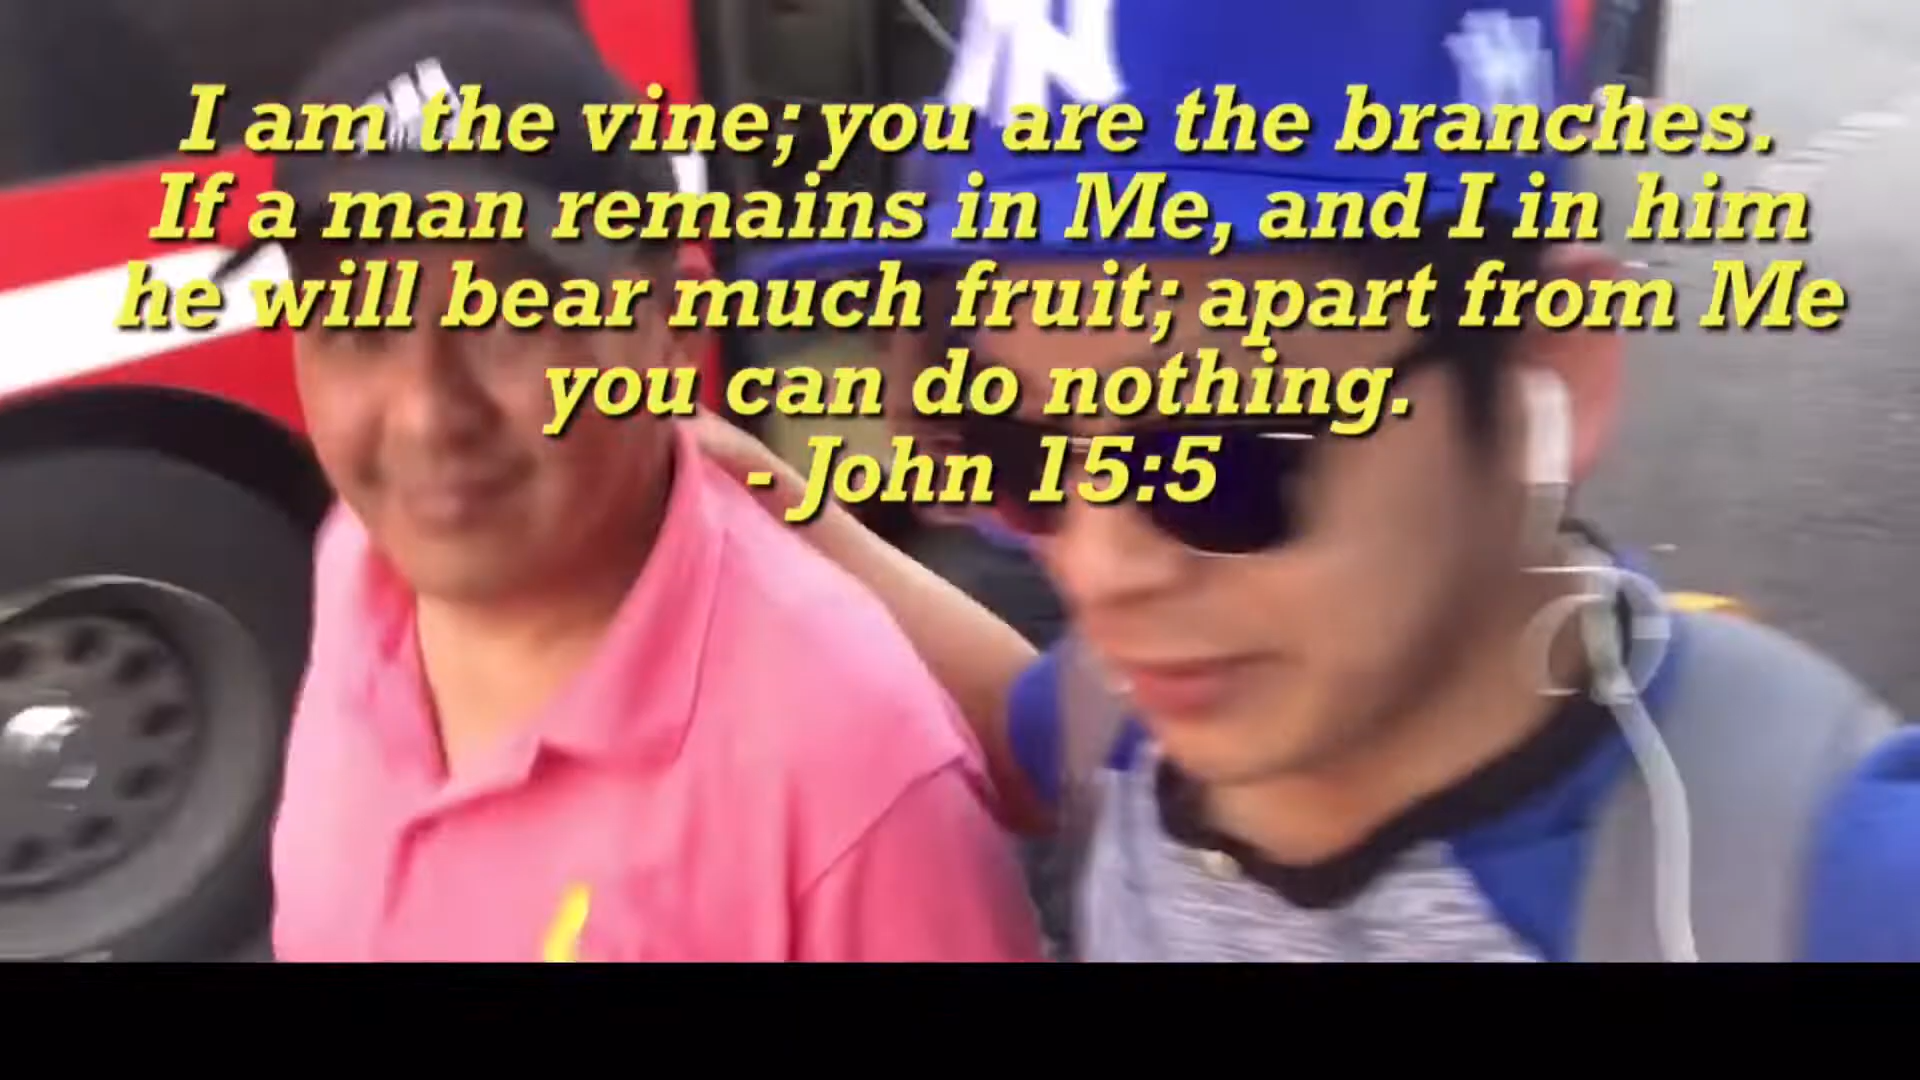 NY
I am the vine; you are the branches.
If a man remains in Me, and I in him
he will bear much fruit; apart from Me
you can do nothing.
- John 15:5